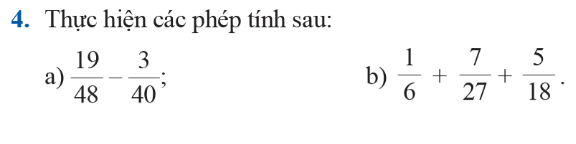 4. Thực hiện các phép tính sau:
a) 19/48 − 3/40; b) 1/6 + 7/27 + 5/18 .